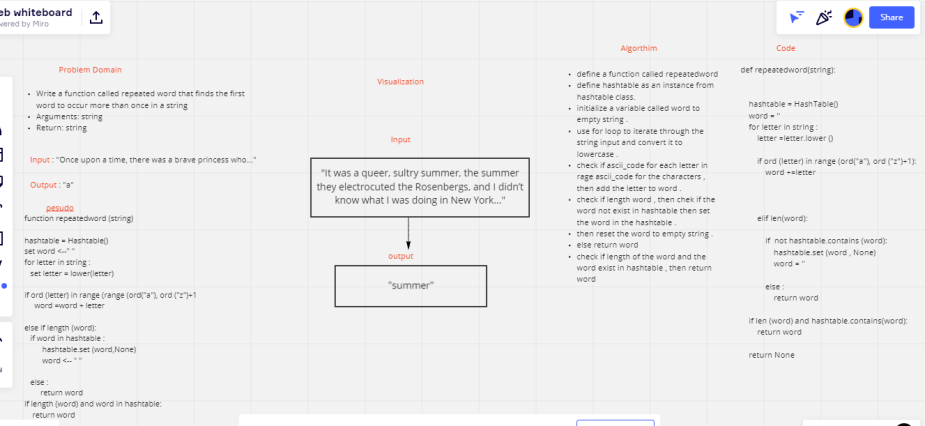 eb whiteboard
wered by Miro
Share
Problem Domain
• Write a function called repeated word that finds the first
word to occur more than once in a string
• Arguments: string
• Return: string
Input : "Once upon a time, there was a brave princess who..."
Output : "a"
pesudo
function repeatedword (string)
hashtable = Hashtable()
set word <--" "
for letter in string :
set letter = lower(letter)
if ord (letter) in range (range (ord("a"), ord ("z")+1
word =word + letter
else if length (word):
if word in hashtable :
hashtable.set (word,None)
word <-- " "
else :
return word
if length (word) and word in hashtable:
return word
Visualization
Input
"It was a queer, sultry summer, the summer
they electrocuted the Rosenbergs, and I didn't
know what I was doing in New York..."
output
"summer"
Algorthim
• define a function called repeatedword
• define hashtable as an instance from
hashtable class.
• initialize a variable called word to
empty string .
• use for loop to iterate through the
string input and convert it to
lowercase .
• check if ascii_code for each letter in
rage ascii_code for the characters ,
then add the letter to word .
• check if length word , then chek if the
word not exist in hashtable then set
the word in the hashtable .
• then reset the word to empty string .
• else return word
• check if length of the word and the
word exist in hashtable , then return
word
Code
def repeatedword(string):
hashtable = HashTable()
word = ''
for letter in string :
letter =letter.lower ()
if ord (letter) in range (ord("a"), ord ("z")+1):
word +=letter
elif len(word):
if not hashtable.contains (word):
hashtable.set (word , None)
word = ''
else :
return word
if len (word) and hashtable.contains(word):
return word
return None